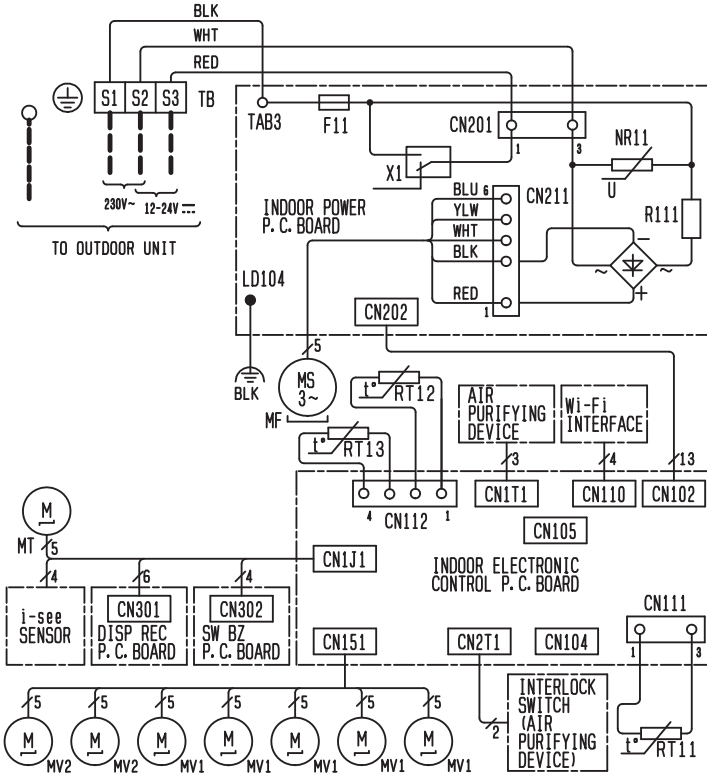 BLK
WHT
RED
S1 S2 S3 TB
TAB3
F11
CN201
1
3
NR11
U
X1
R111
230V~
12-24V ⎓
TO OUTDOOR UNIT
INDOOR POWER
P.C.BOARD
BLU 6
YLW
WHT
BLK
RED
1
CN211
~
~
−
+
LD104
BLK
CN202
5
MS
3~
MF
t°
RT12
t°
RT13
AIR
PURIFYING
DEVICE
Wi-Fi
INTERFACE
3
4
13
4
CN112
1
CN1T1
CN110
CN102
CN105
INDOOR ELECTRONIC
CONTROL P.C.BOARD
M
MT
5
CN1J1
4
6
4
i-see
SENSOR
CN301
DISP REC
P.C.BOARD
CN302
SW BZ
P.C.BOARD
CN151
CN2T1
CN104
CN111
1
3
2
INTERLOCK
SWITCH
(AIR
PURIFYING
DEVICE)
t°
RT11
5 5 5 5 5 5 5
M M M M M M M
MV2 MV2 MV1 MV1 MV1 MV1 MV1